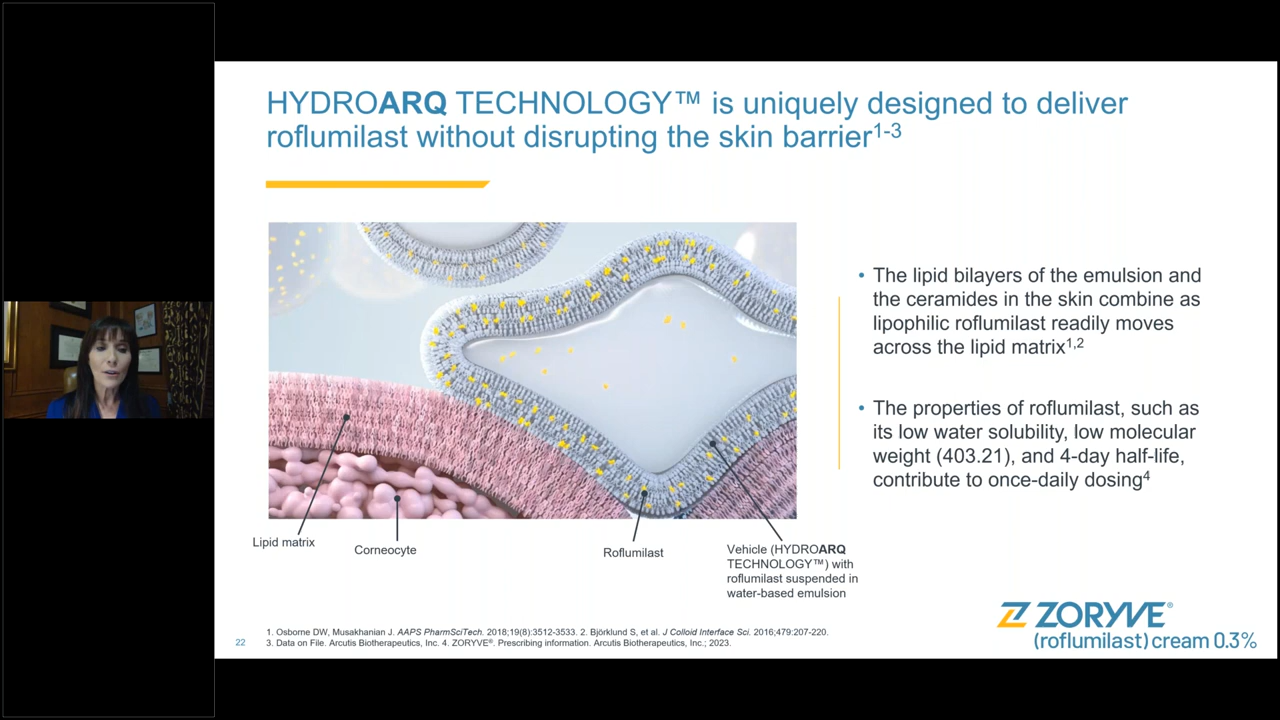 HYDROARQ TECHNOLOGY™ is uniquely designed to deliver
roflumilast without disrupting the skin barrier1-3
• The lipid bilayers of the emulsion and
the ceramides in the skin combine as
lipophilic roflumilast readily moves
across the lipid matrix1,2
• The properties of roflumilast, such as
its low water solubility, low molecular
weight (403.21), and 4-day half-life,
contribute to once-daily dosing4
Lipid matrix
Corneocyte
Roflumilast
Vehicle (HYDROARQ
TECHNOLOGY™) with
roflumilast suspended in
water-based emulsion
1. Osborne DW, Musakhanian J. AAPS PharmSciTech. 2018;19(8):3512-3533. 2. Björklund S, et al. J Colloid Interface Sci. 2016;479:207-220.
3. Data on File. Arcutis Biotherapeutics, Inc. 4. ZORYVE®. Prescribing information. Arcutis Biotherapeutics, Inc.; 2023.
22
ZORYVE®
(roflumilast) cream 0.3%